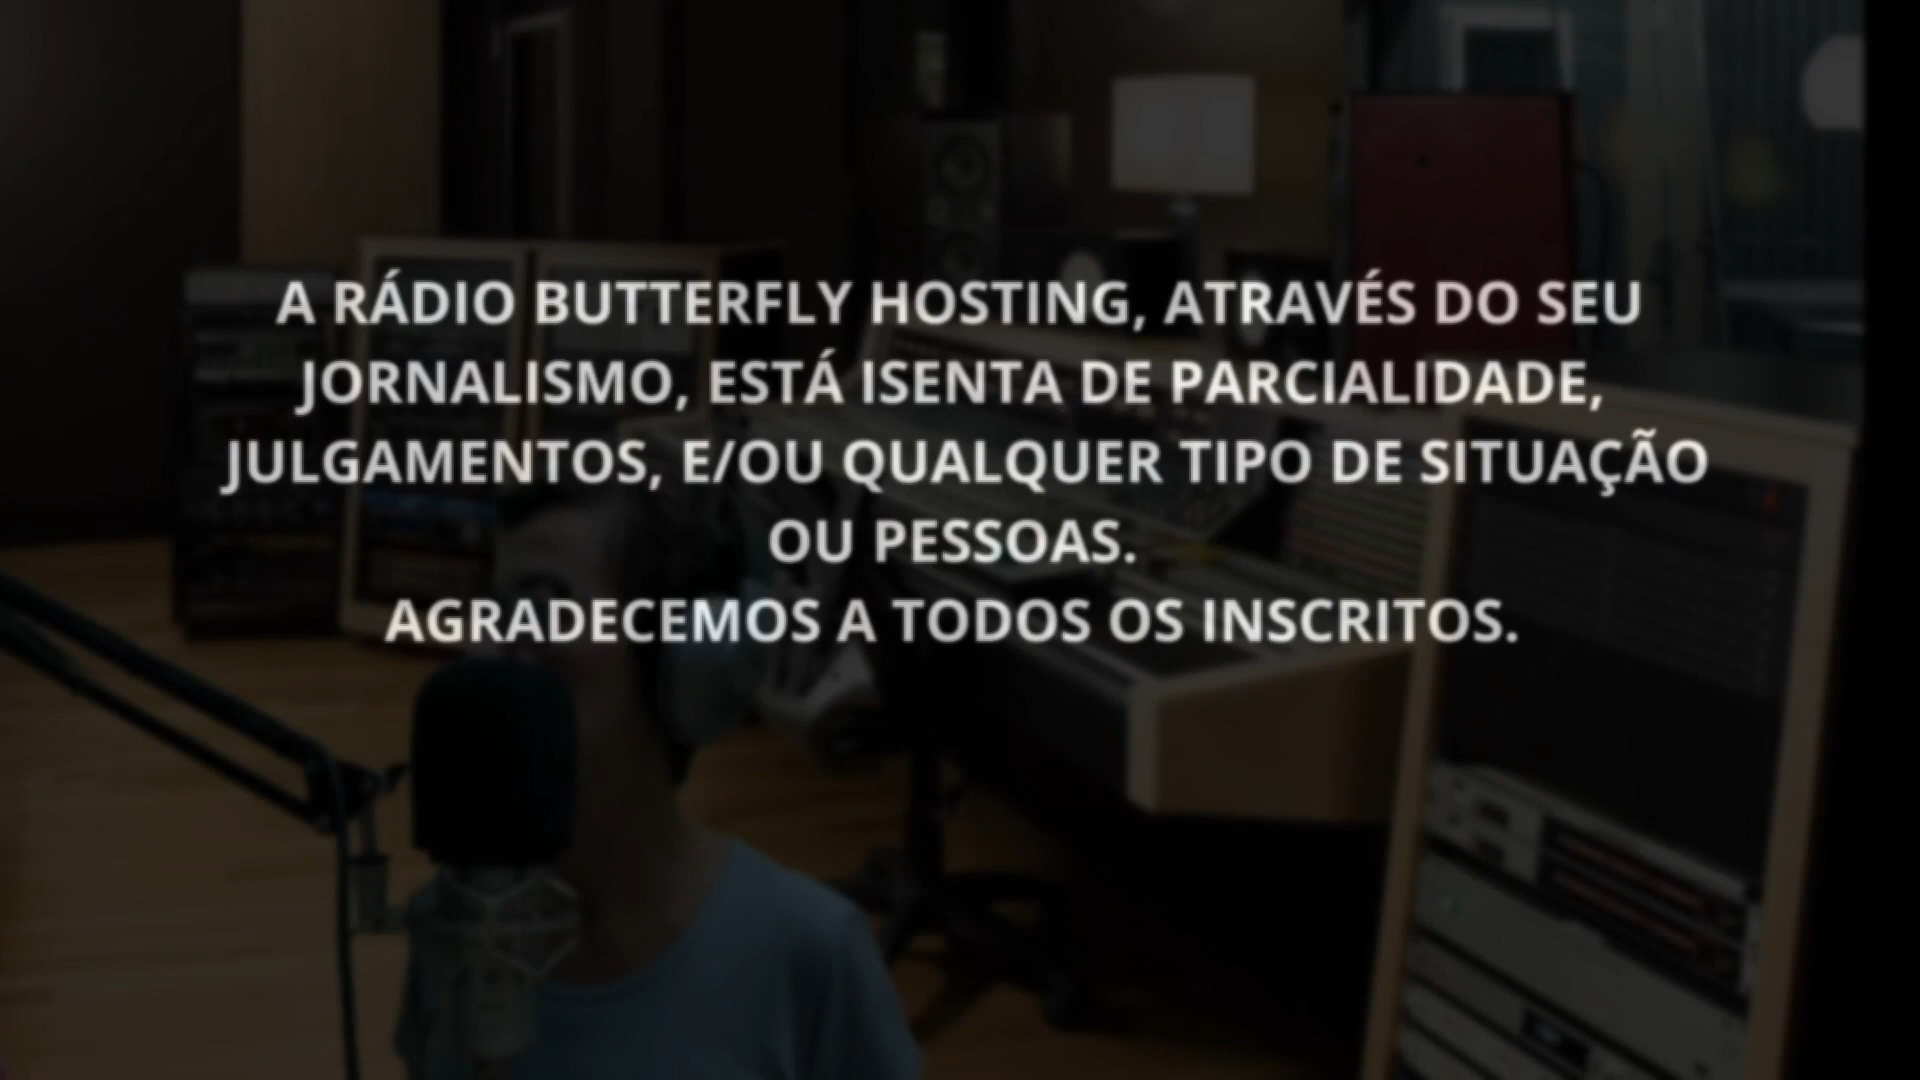 A RÁDIO BUTTERFLY HOSTING, ATRAVÉS DO SEU
JORNALISMO, ESTÁ ISENTA DE PARCIALIDADE,
JULGAMENTOS, E/OU QUALQUER TIPO DE SITUAÇÃO
OU PESSOAS.
AGRADECEMOS A TODOS OS INSCRITOS.